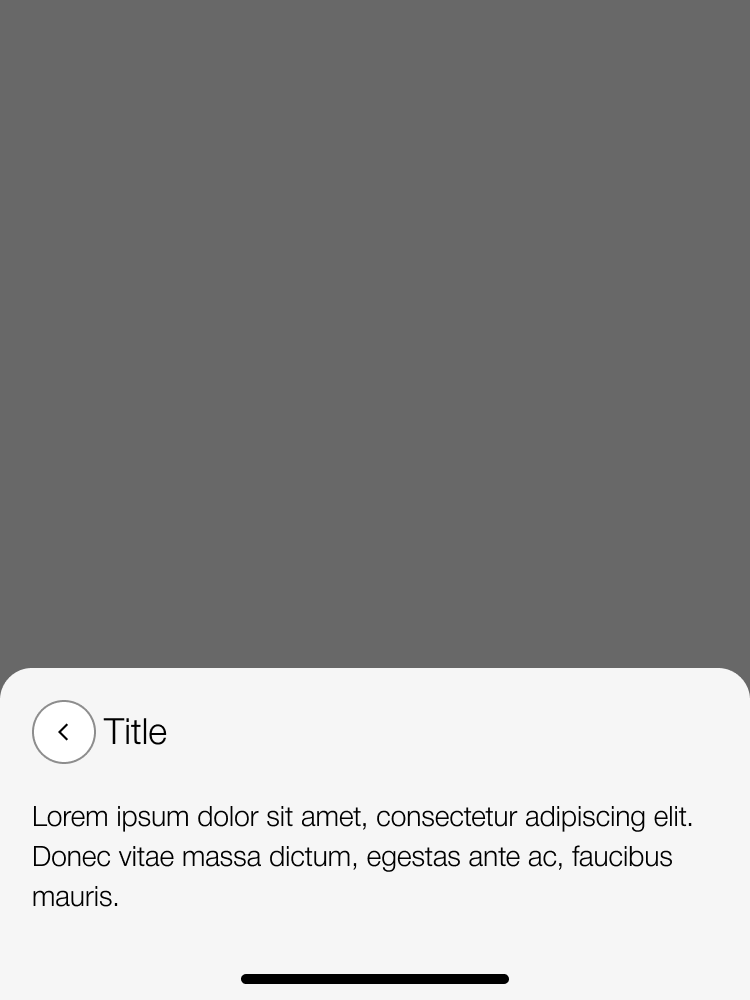 Title
Lorem ipsum dolor sit amet, consectetur adipiscing elit.
Donec vitae massa dictum, egestas ante ac, faucibus
mauris.